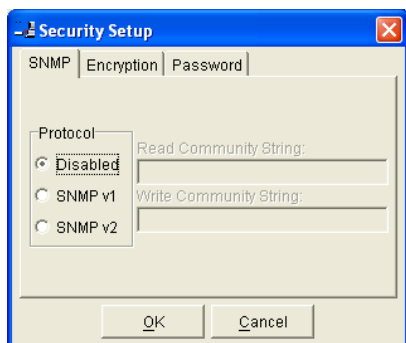 Security Setup
SNMP Encryption Password
Protocol
Disabled
SNMP v1
SNMP v2
Read Community String:
Write Community String:
OK Cancel